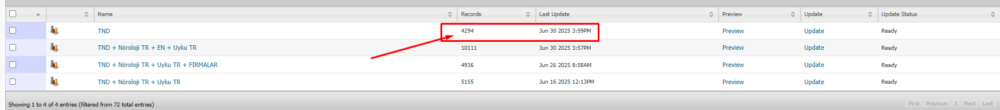 Name Records Last Update Preview Update Update Status
TND 4294 Jun 30 2025 3:59PM Preview Update Ready
TND + Nöroloji TR + EN + Uyku TR 10111 Jun 30 2025 3:57PM Preview Update Ready
TND + Nöroloji TR + Uyku TR + FİRMALAR 4936 Jun 26 2025 8:58AM Preview Update Ready
TND + Nöroloji TR + Uyku TR 5155 Jun 16 2025 12:13PM Preview Update Ready
Showing 1 to 4 of 4 entries (filtered from 72 total entries) First Previous 1 Next Last